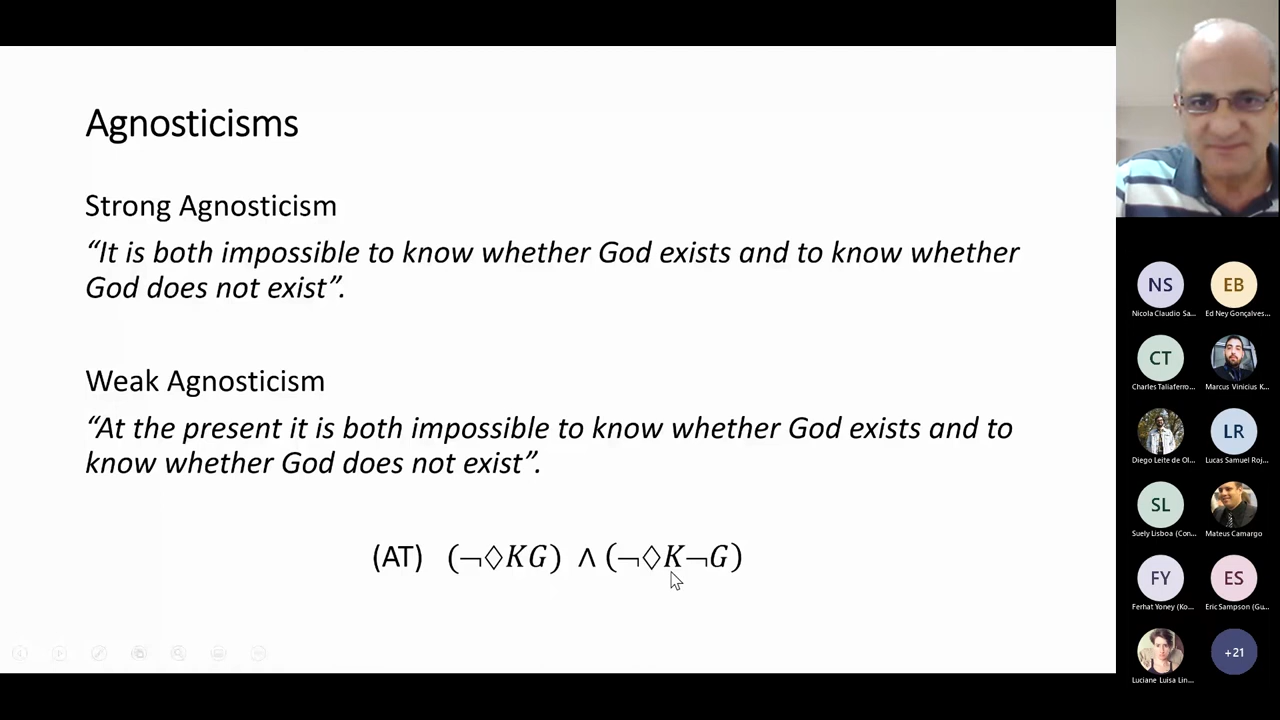 Agnosticisms
Strong Agnosticism
“It is both impossible to know whether God exists and to know whether
God does not exist”.
Weak Agnosticism
“At the present it is both impossible to know whether God exists and to
know whether God does not exist”.
(AT) (¬◊KG) ∧ (¬◊K¬G)
NS
EB
Nicola Claudio Sa...
Ed Ney Gonçalves...
CT
Charles Taliaferro...
Marcus Vinicius K...
LR
Diego Leite de Ol...
Lucas Samuel Roj...
SL
Suely Lisboa (Con...
Mateus Camargo
FY
ES
Ferhat Yoney (Ko...
Eric Sampson (Gu...
+21
Luciane Luisa Lin...